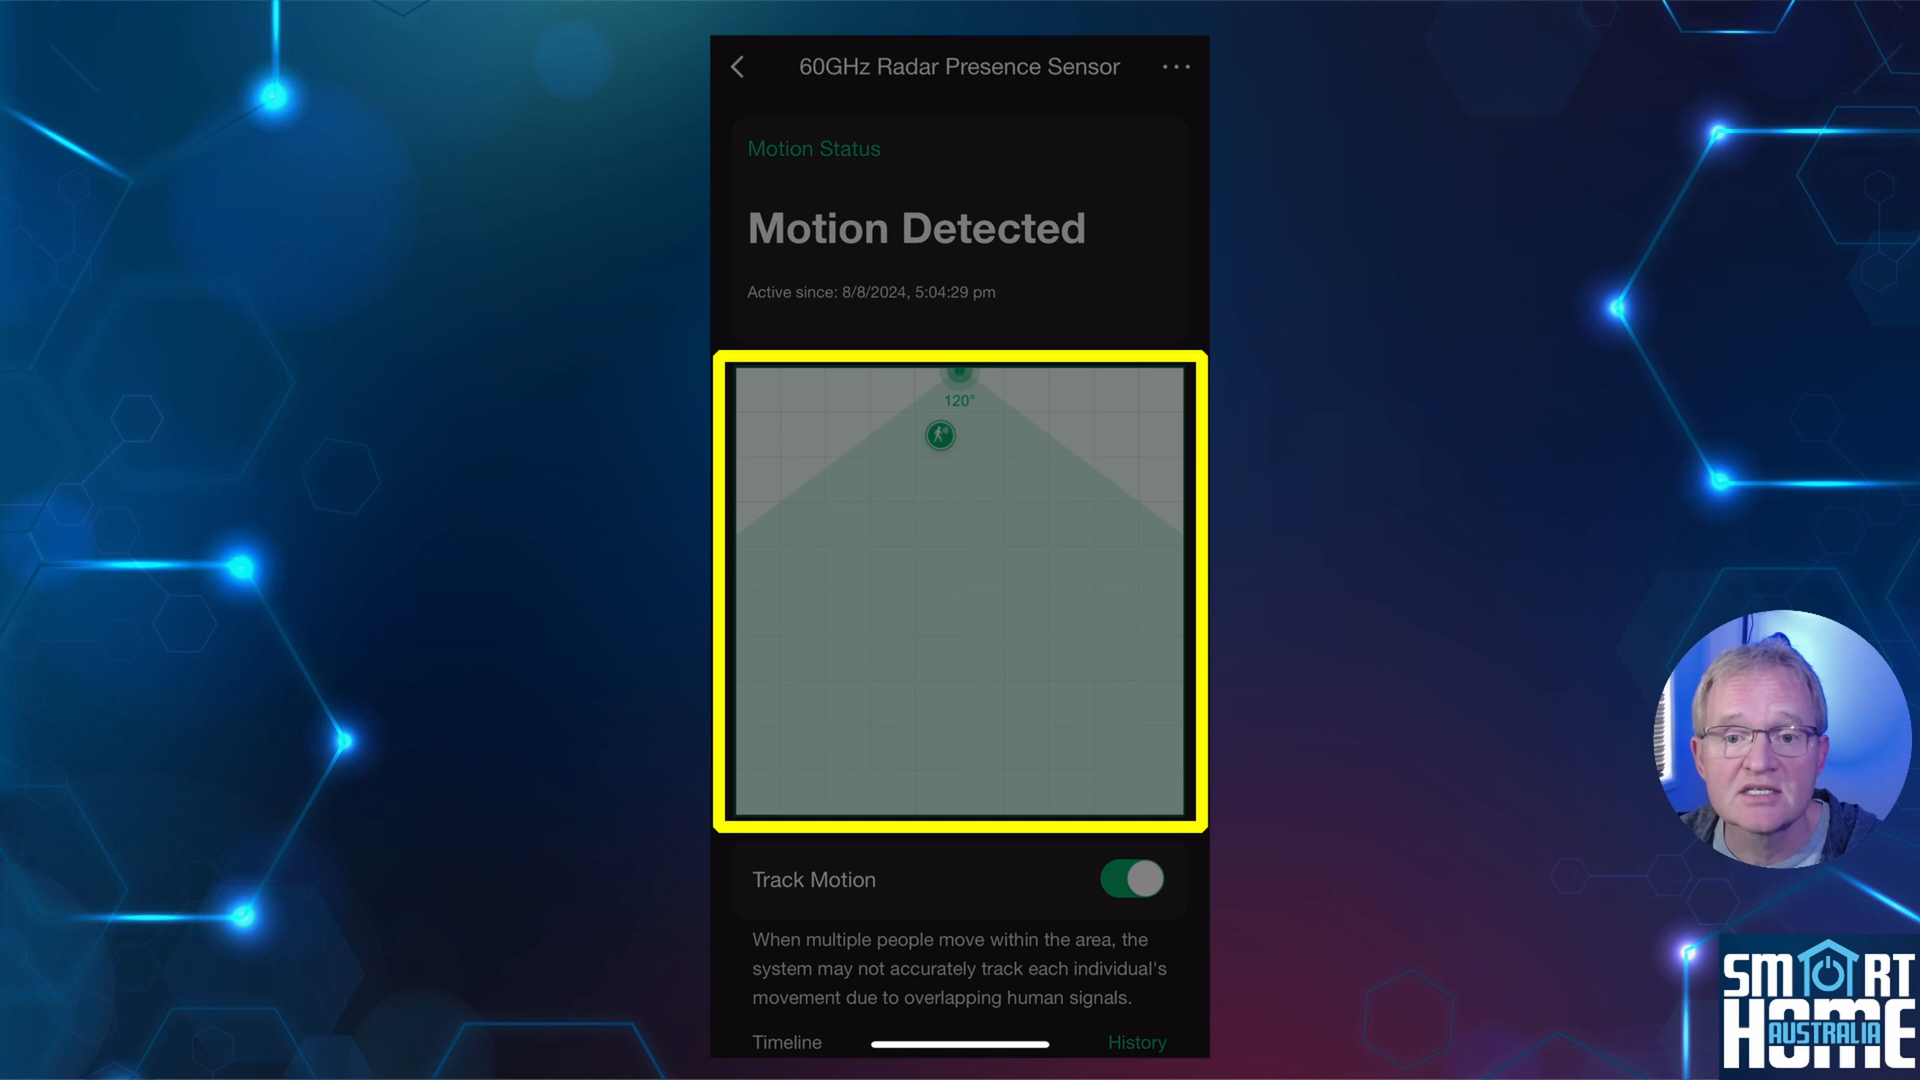 60GHz Radar Presence Sensor
Motion Status
Motion Detected
Active since: 8/8/2024, 5:04:29 pm
120°
Track Motion
When multiple people move within the area, the
system may not accurately track each individual's
movement due to overlapping human signals.
Timeline
History
SMART
HOME
AUSTRALIA